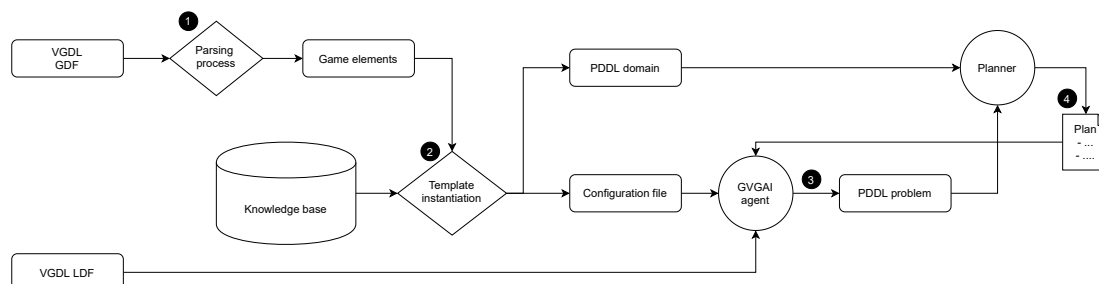 1
VGDL
GDF
Parsing
process
Game elements
PDDL domain
Planner
4
Plan
- ...
- ....
2
Knowledge base
Template
instantiation
Configuration file
GVGAI
agent
3
PDDL problem
VGDL LDF